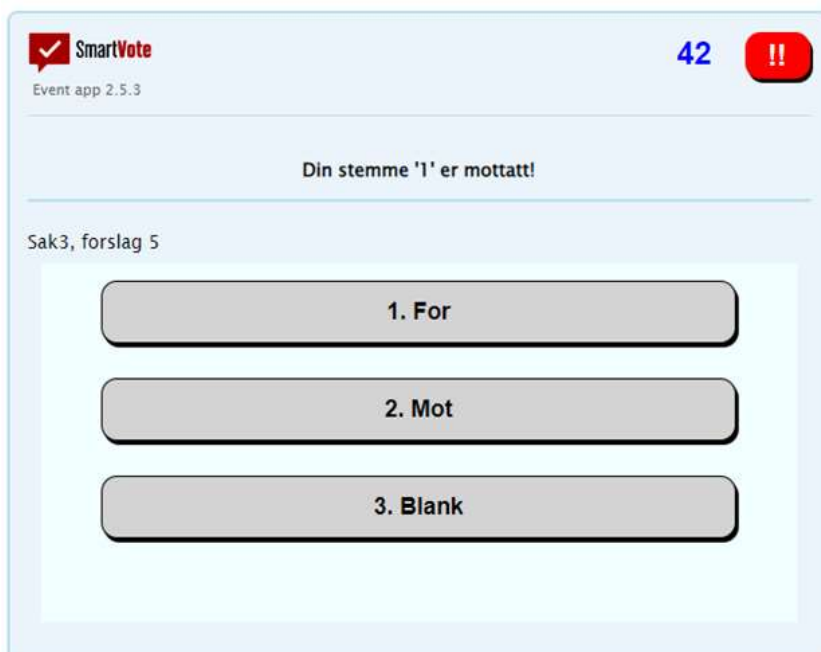 SmartVote
42
!!
Event app 2.5.3
Din stemme '1' er mottatt!
Sak3, forslag 5
1. For
2. Mot
3. Blank